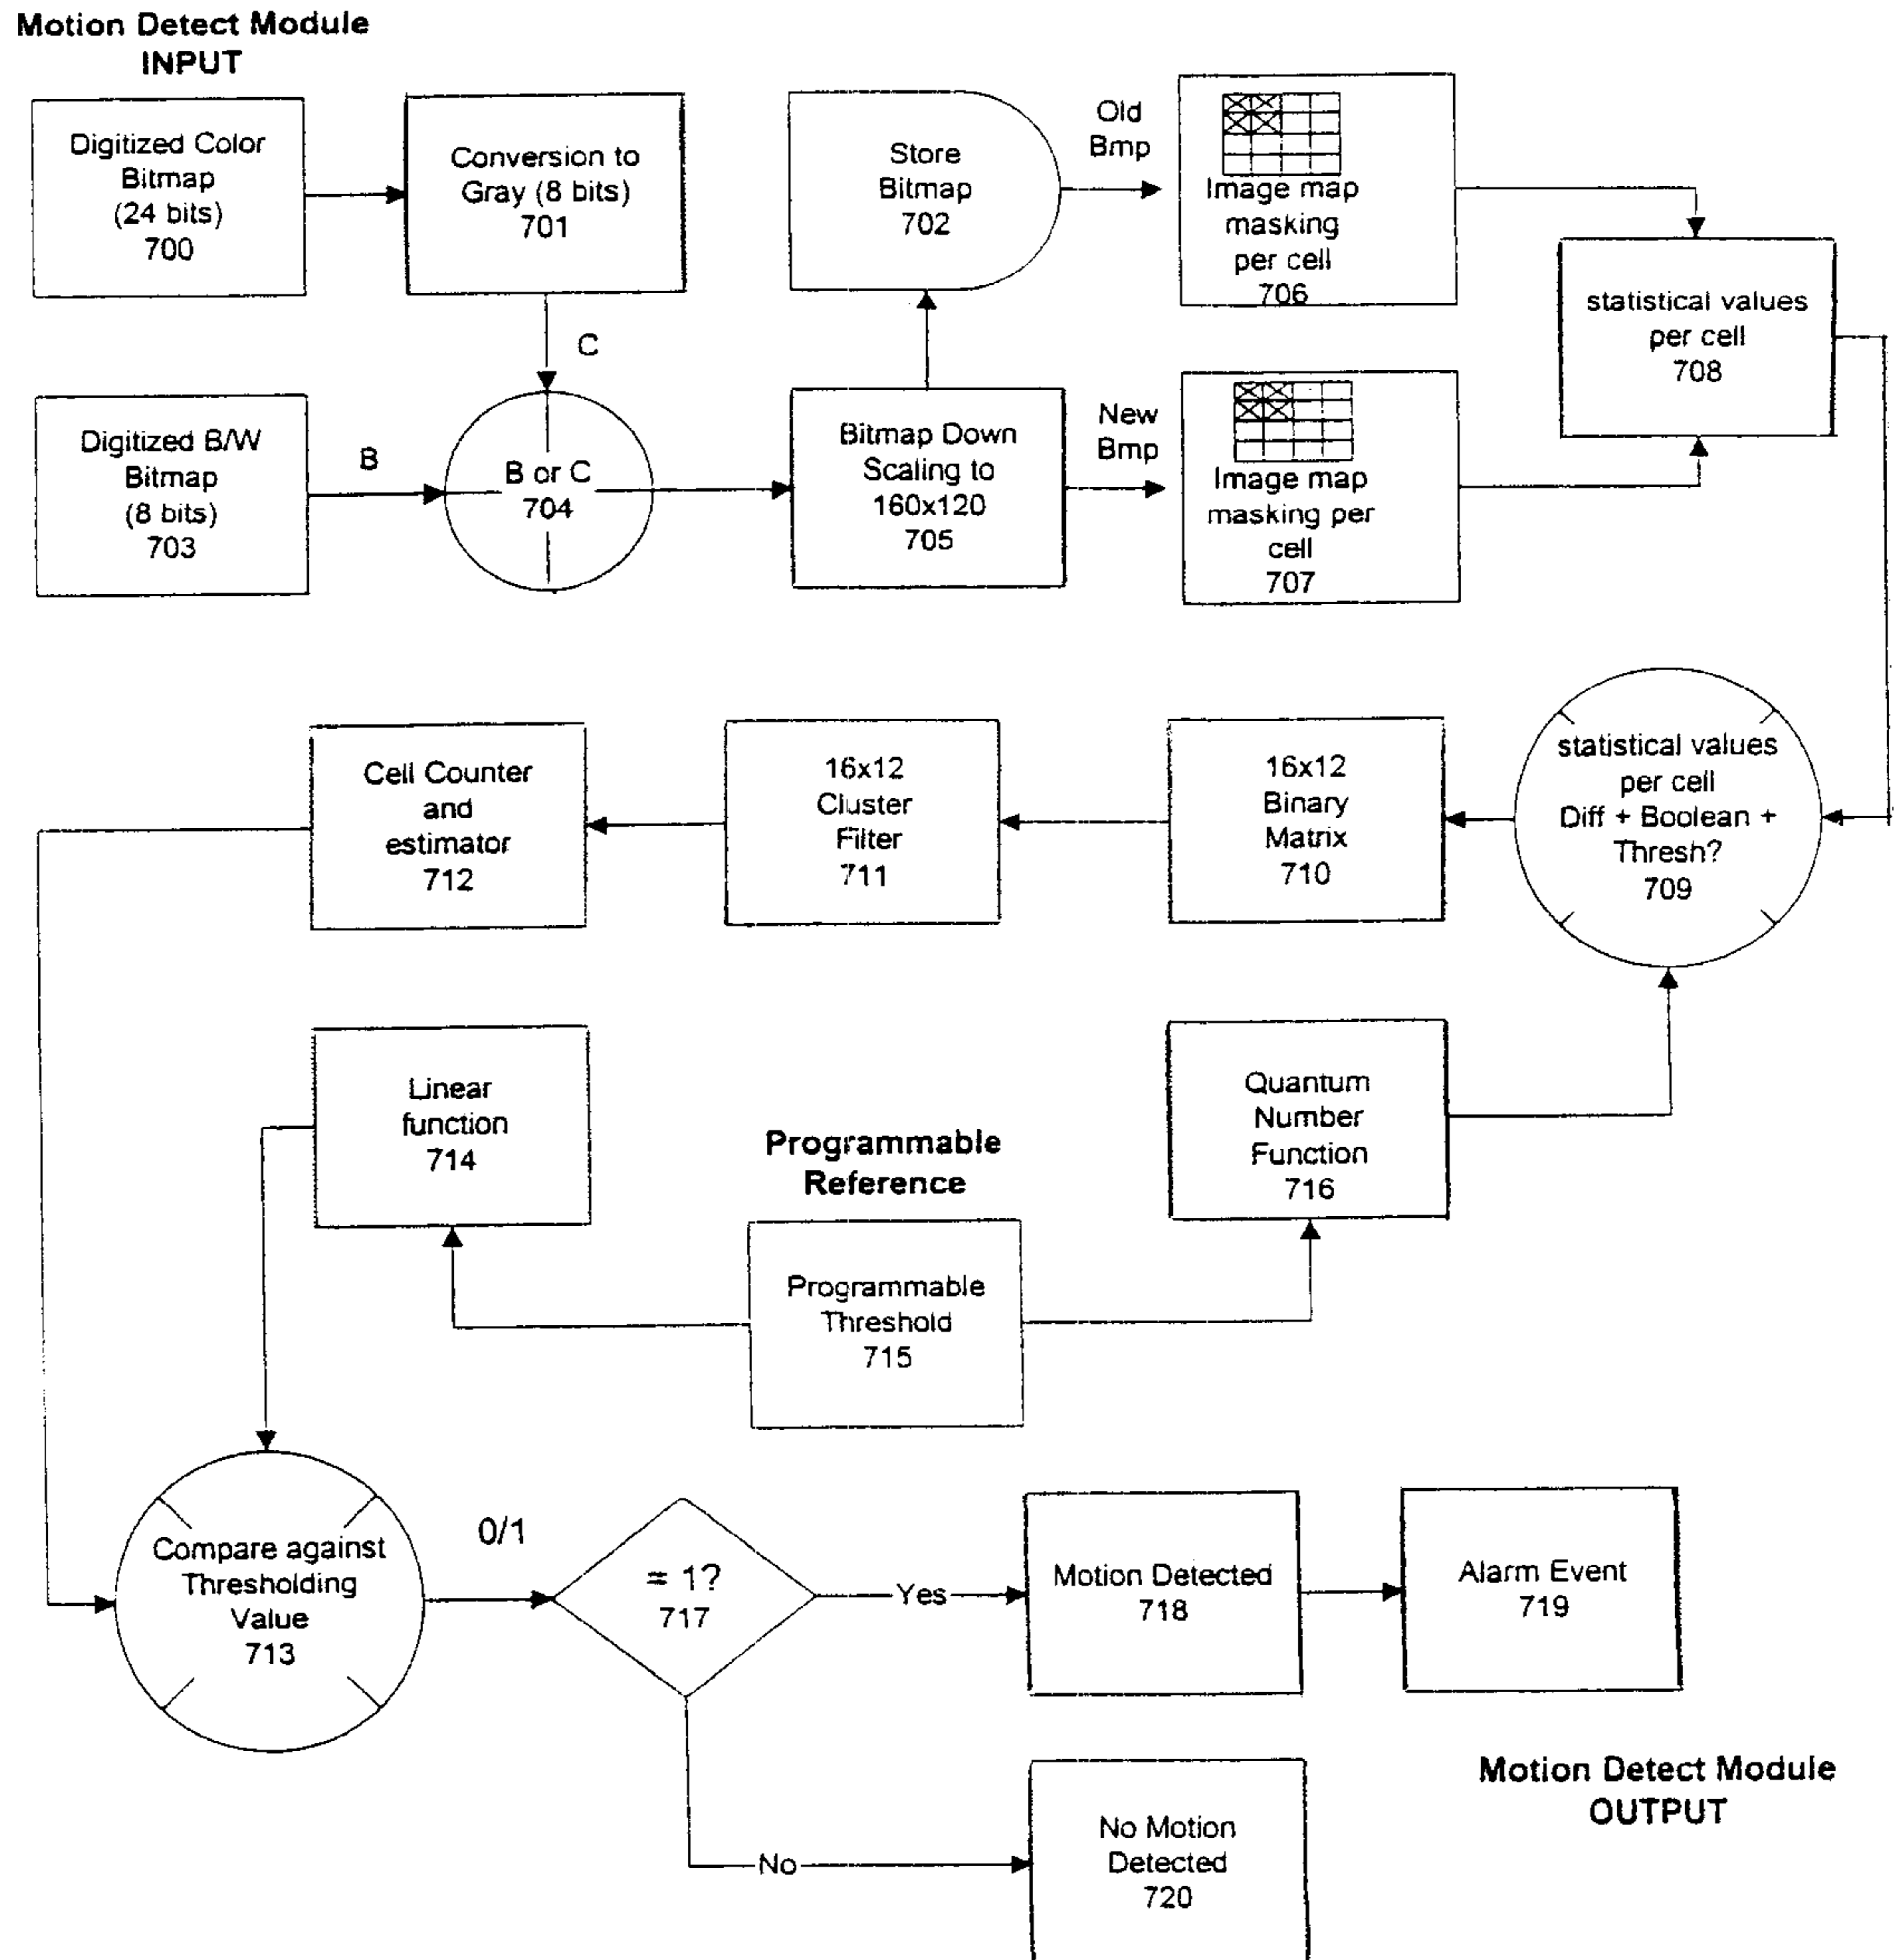 Motion Detect Module
INPUT
Digitized Color
Bitmap
(24 bits)
700
Conversion to
Gray (8 bits)
701
Store
Bitmap
702
Old
Bmp
Image map
masking
per cell
706
statistical values
per cell
708
C
Digitized B/W
Bitmap
(8 bits)
703
B
B or C
704
Bitmap Down
Scaling to
160x120
705
New
Bmp
Image map
masking per
cell
707
statistical values
per cell
Diff + Boolean +
Thresh?
709
16x12
Binary
Matrix
710
16x12
Cluster
Filter
711
Cell Counter
and
estimator
712
Linear
function
714
Programmable
Reference
Programmable
Threshold
715
Quantum
Number
Function
716
Compare against
Thresholding
Value
713
0/1
= 1?
717
Yes
Motion Detected
718
Alarm Event
719
No
No Motion
Detected
720
Motion Detect Module
OUTPUT